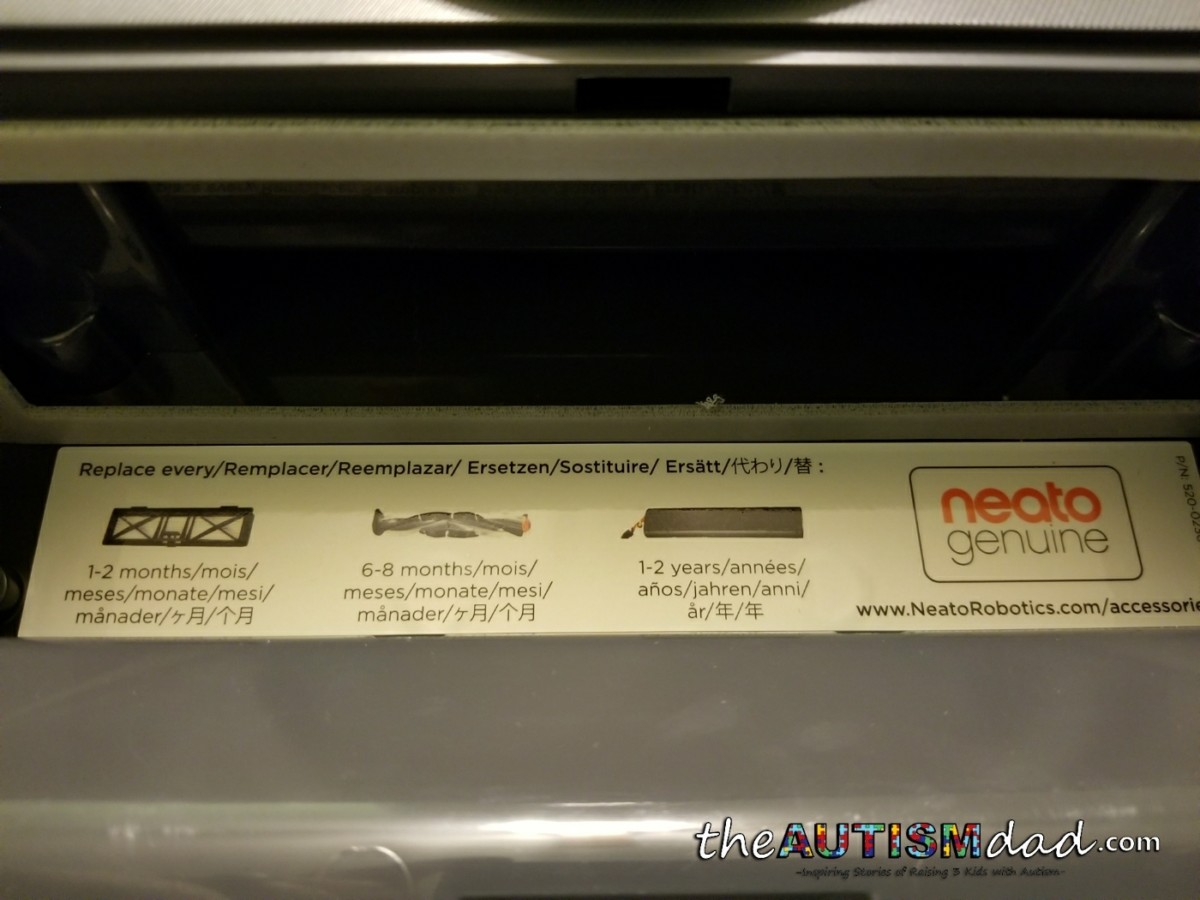 Replace every/Remplacer/Reemplazar/ Ersetzen/Sostituire/ Ersätt/代わり/替 :
1-2 months/mois/
meses/monate/mesi/
månader/ヶ月/个月
6-8 months/mois/
meses/monate/mesi/
månader/ヶ月/个月
1-2 years/années/
años/jahren/anni/
år/年/年
neato
genuine
www.NeatoRobotics.com/accessorie
P/N: 520-
theAUTISMdad.com
-Inspiring Stories of Raising 3 Kids with Autism-